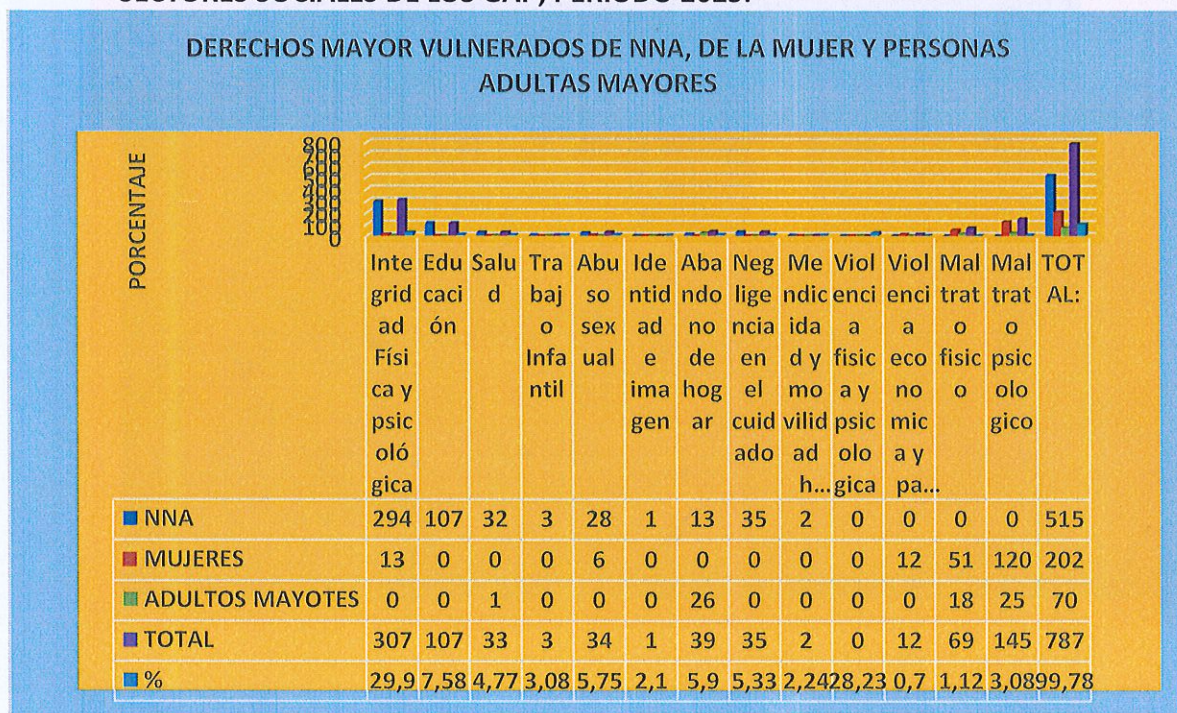 SECTORES SOCIALES DE LOS GAP, PERIODO 2023.
DERECHOS MAYOR VULNERADOS DE NNA, DE LA MUJER Y PERSONAS
ADULTAS MAYORES
PORCENTAJE
800
700
600
500
400
300
200
100
0
Inte Edu Salu Tra Abu Ide Aba Neg Me Viol Viol Mal Mal TOT
grid caci d baj so ntid ndo lige ndic enci enci trat trat AL:
ad ón o sex ad no ncia ida a a o o
Físi Infa ual e de en d y fisic eco fisic psic
ca y ntil ima hog el mo a y no o olo
psic gen ar cuid vilid psic mic gico
oló ado ad olo a y
gica h... gica pa...
NNA 294 107 32 3 28 1 13 35 2 0 0 0 0 515
MUJERES 13 0 0 0 6 0 0 0 0 0 12 51 120 202
ADULTOS MAYOTES 0 0 1 0 0 0 26 0 0 0 0 18 25 70
TOTAL 307 107 33 3 34 1 39 35 2 0 12 69 145 787
% 29,9 7,58 4,77 3,08 5,75 2,1 5,9 5,33 2,24 28,23 0,7 1,12 3,08 99,78